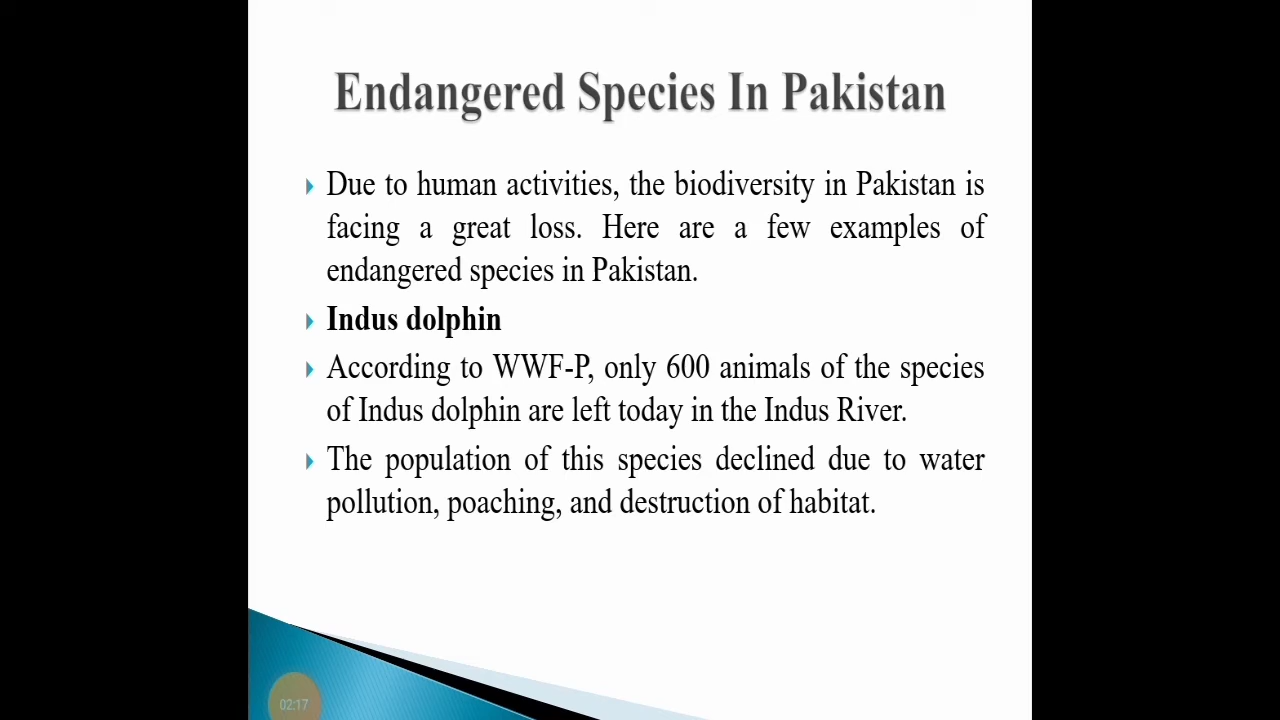 Endangered Species In Pakistan
Due to human activities, the biodiversity in Pakistan is
facing a great loss. Here are a few examples of
endangered species in Pakistan.
Indus dolphin
According to WWF-P, only 600 animals of the species
of Indus dolphin are left today in the Indus River.
The population of this species declined due to water
pollution, poaching, and destruction of habitat.
02:17